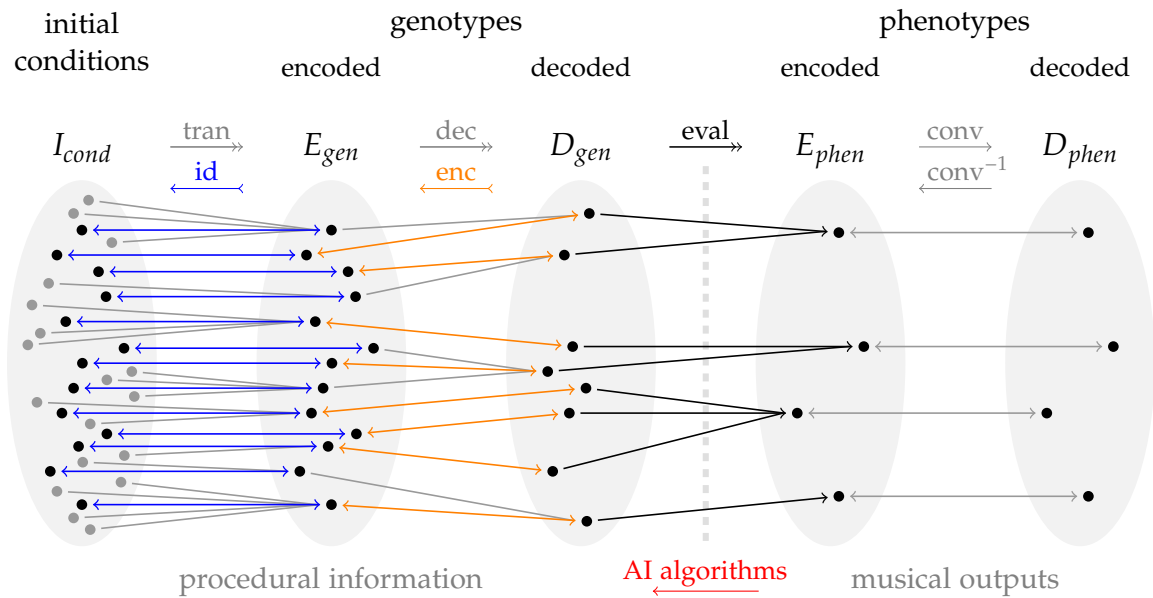 initial conditions
genotypes
phenotypes
encoded
decoded
encoded
decoded
I_cond
tran
id
E_gen
dec
enc
D_gen
eval
E_phen
conv
conv⁻¹
D_phen
procedural information
AI algorithms
musical outputs